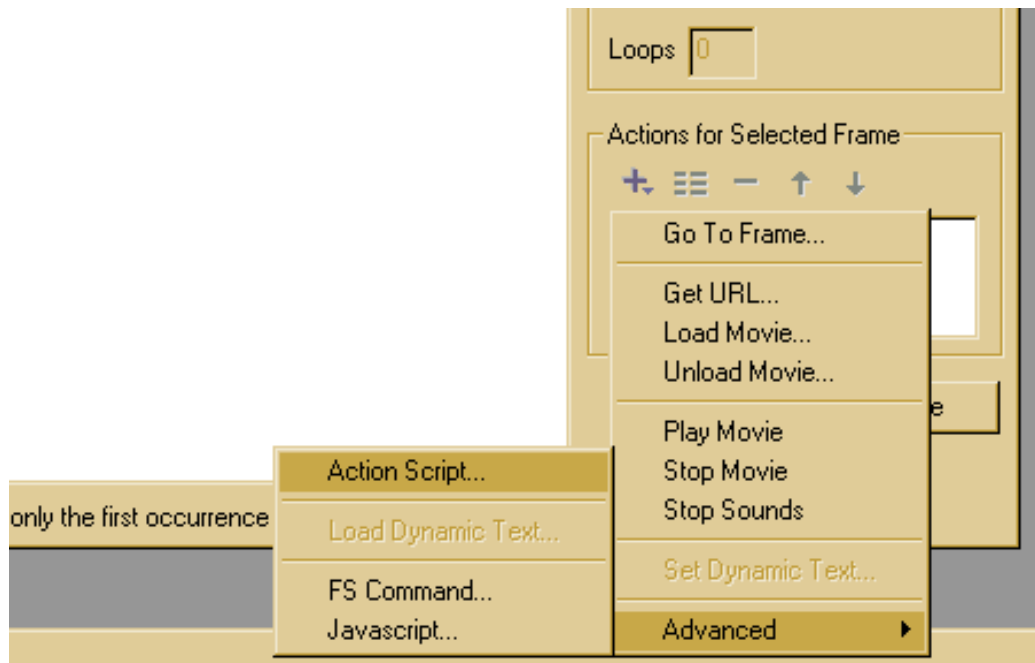 Loops 0
Actions for Selected Frame
Go To Frame...
Get URL...
Load Movie...
Unload Movie...
e
Play Movie
Stop Movie
Stop Sounds
Set Dynamic Text...
Advanced
Action Script...
only the first occurrence
Load Dynamic Text...
FS Command...
Javascript...